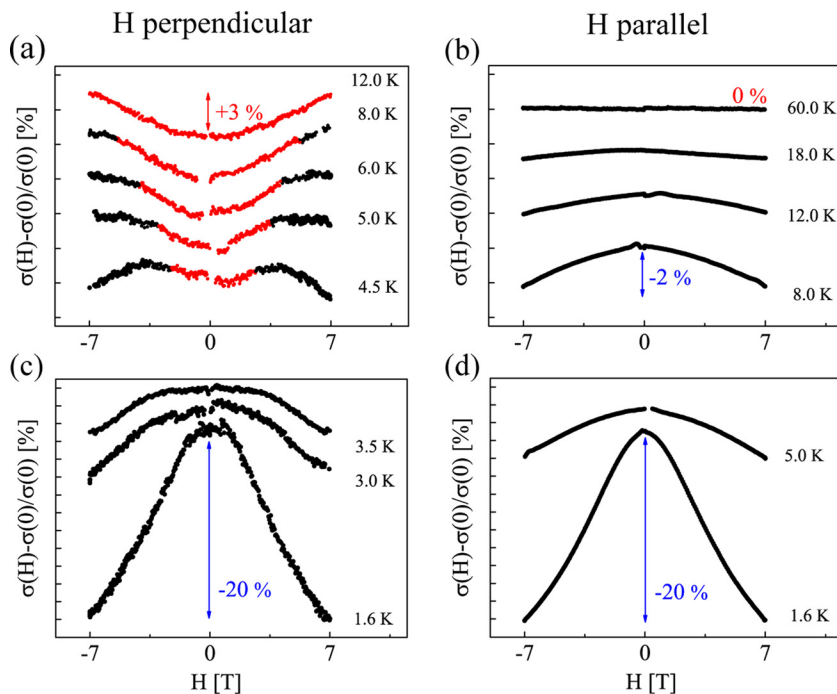 H perpendicular
H parallel
(a)
σ(H)-σ(0)/σ(0) [%]
12.0 K
8.0 K
6.0 K
5.0 K
4.5 K
+3 %
-7
0
7
(b)
σ(H)-σ(0)/σ(0) [%]
0 %
60.0 K
18.0 K
12.0 K
8.0 K
-2 %
-7
0
7
(c)
σ(H)-σ(0)/σ(0) [%]
3.5 K
3.0 K
1.6 K
-20 %
-7
0
7
H [T]
(d)
σ(H)-σ(0)/σ(0) [%]
5.0 K
1.6 K
-20 %
-7
0
7
H [T]